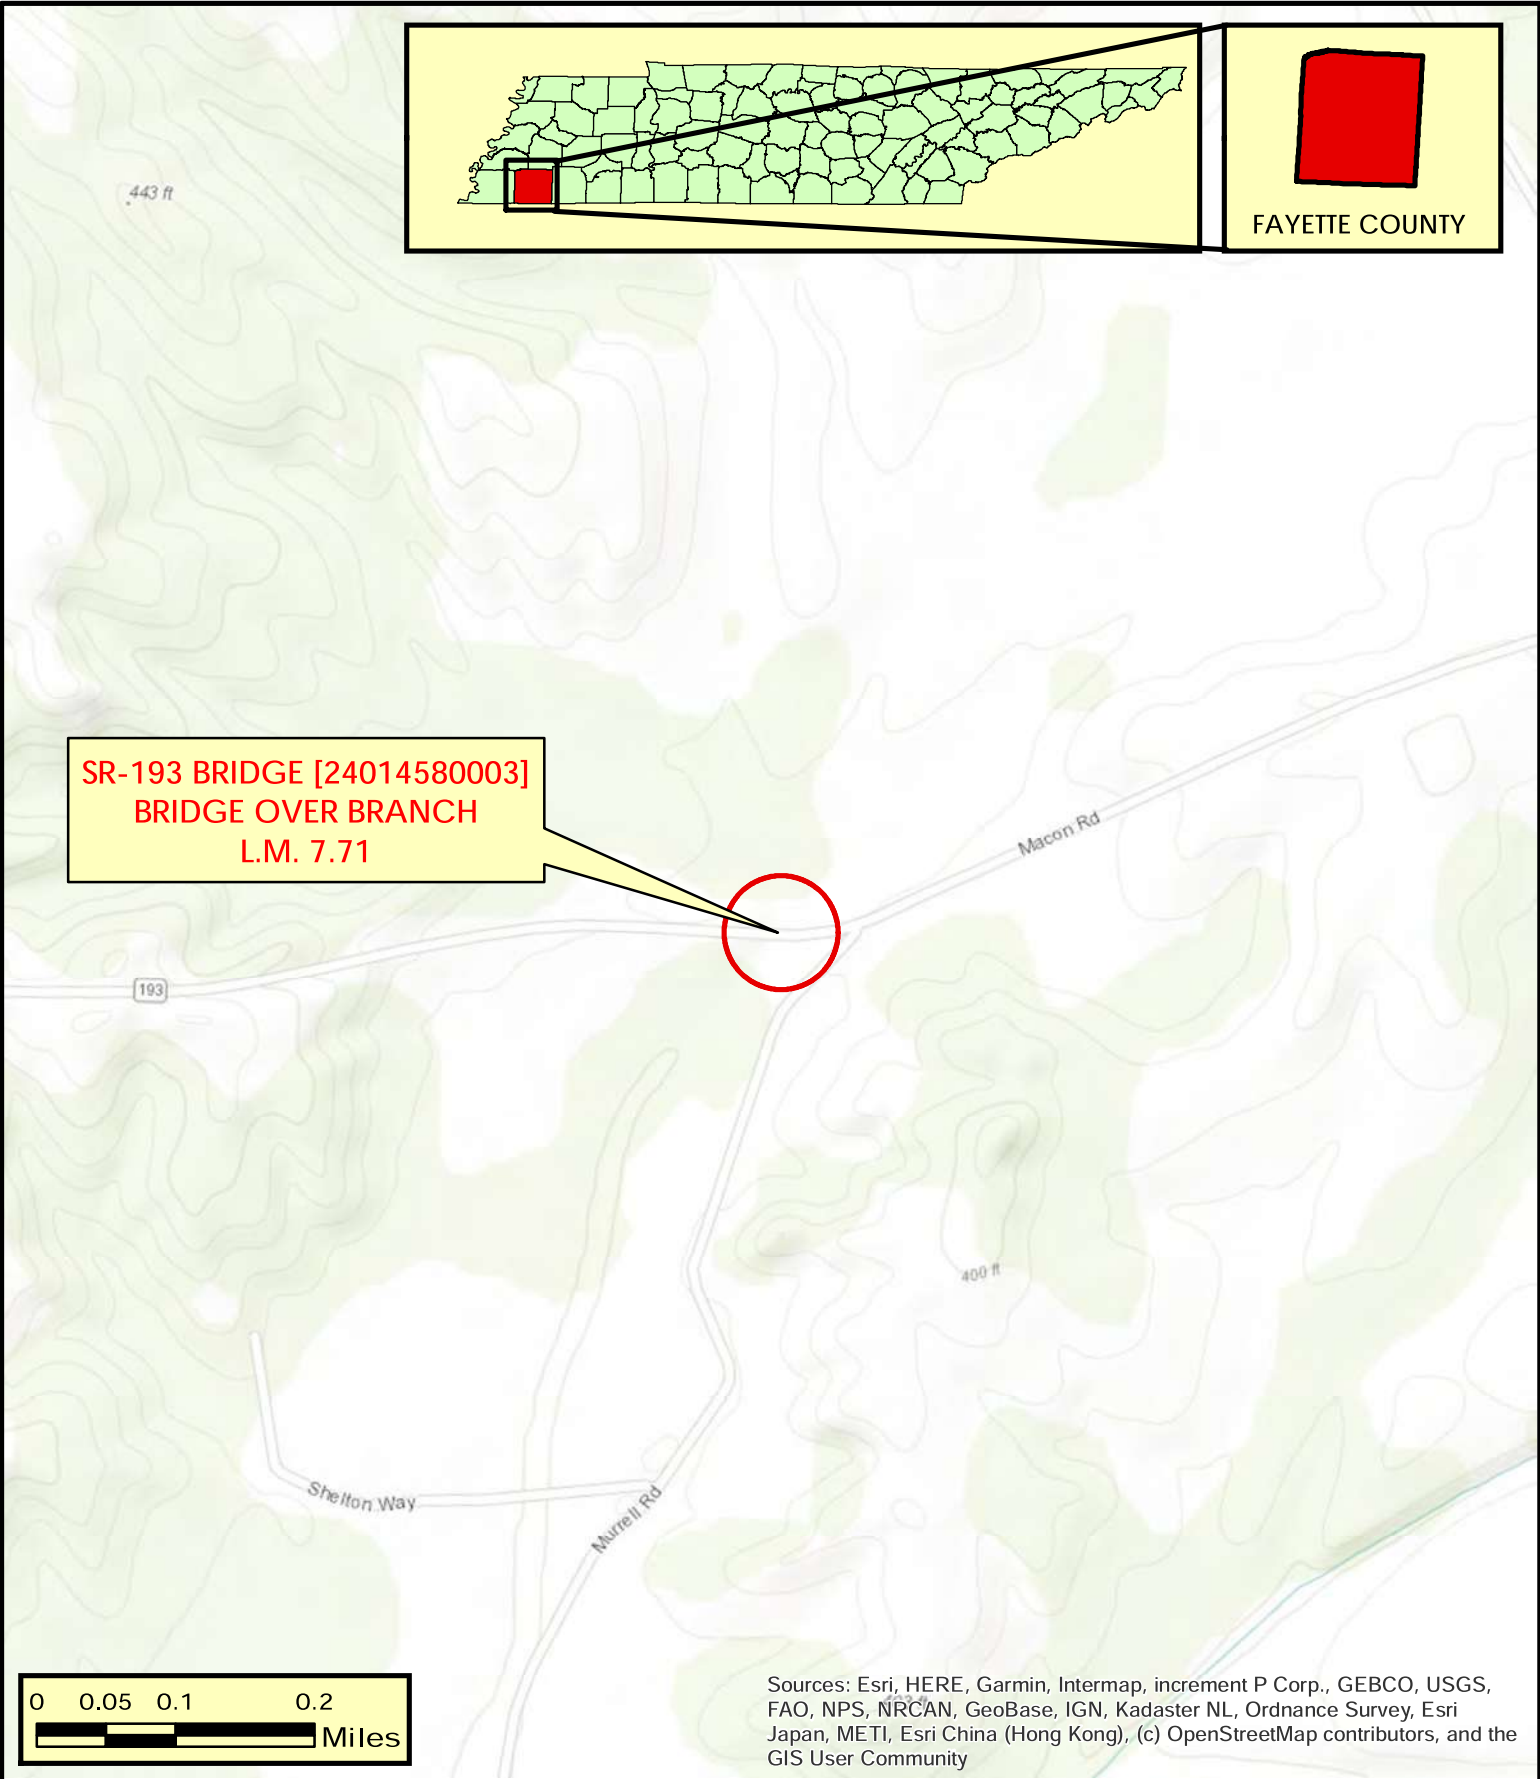 FAYETTE COUNTY
443 ft
SR-193 BRIDGE [24014580003]
BRIDGE OVER BRANCH
L.M. 7.71
Macon Rd
193
400 ft
Shelton Way
Murrell Rd
0 0.05 0.1 0.2
Miles
Sources: Esri, HERE, Garmin, Intermap, increment P Corp., GEBCO, USGS,
FAO, NPS, NRCAN, GeoBase, IGN, Kadaster NL, Ordnance Survey, Esri
Japan, METI, Esri China (Hong Kong), (c) OpenStreetMap contributors, and the
GIS User Community